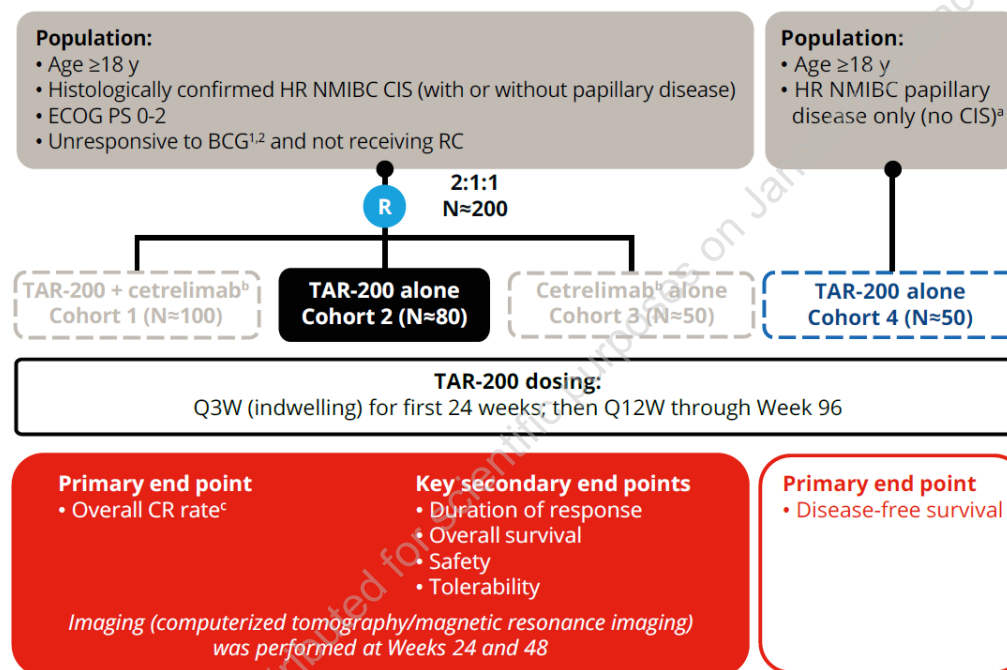 Population:
• Age ≥18 y
• Histologically confirmed HR NMIBC CIS (with or without papillary disease)
• ECOG PS 0-2
• Unresponsive to BCG1,2 and not receiving RC
Population:
• Age ≥18 y
• HR NMIBC papillary
disease only (no CIS)a
R
2:1:1
N≈200
TAR-200 + cetrelimabb
Cohort 1 (N≈100)
TAR-200 alone
Cohort 2 (N≈80)
Cetrelimabb alone
Cohort 3 (N≈50)
TAR-200 alone
Cohort 4 (N≈50)
TAR-200 dosing:
Q3W (indwelling) for first 24 weeks; then Q12W through Week 96
Primary end point
• Overall CR ratec
Key secondary end points
• Duration of response
• Overall survival
• Safety
• Tolerability
Imaging (computerized tomography/magnetic resonance imaging)
was performed at Weeks 24 and 48
Primary end point
• Disease-free survival
for scientific purposes on